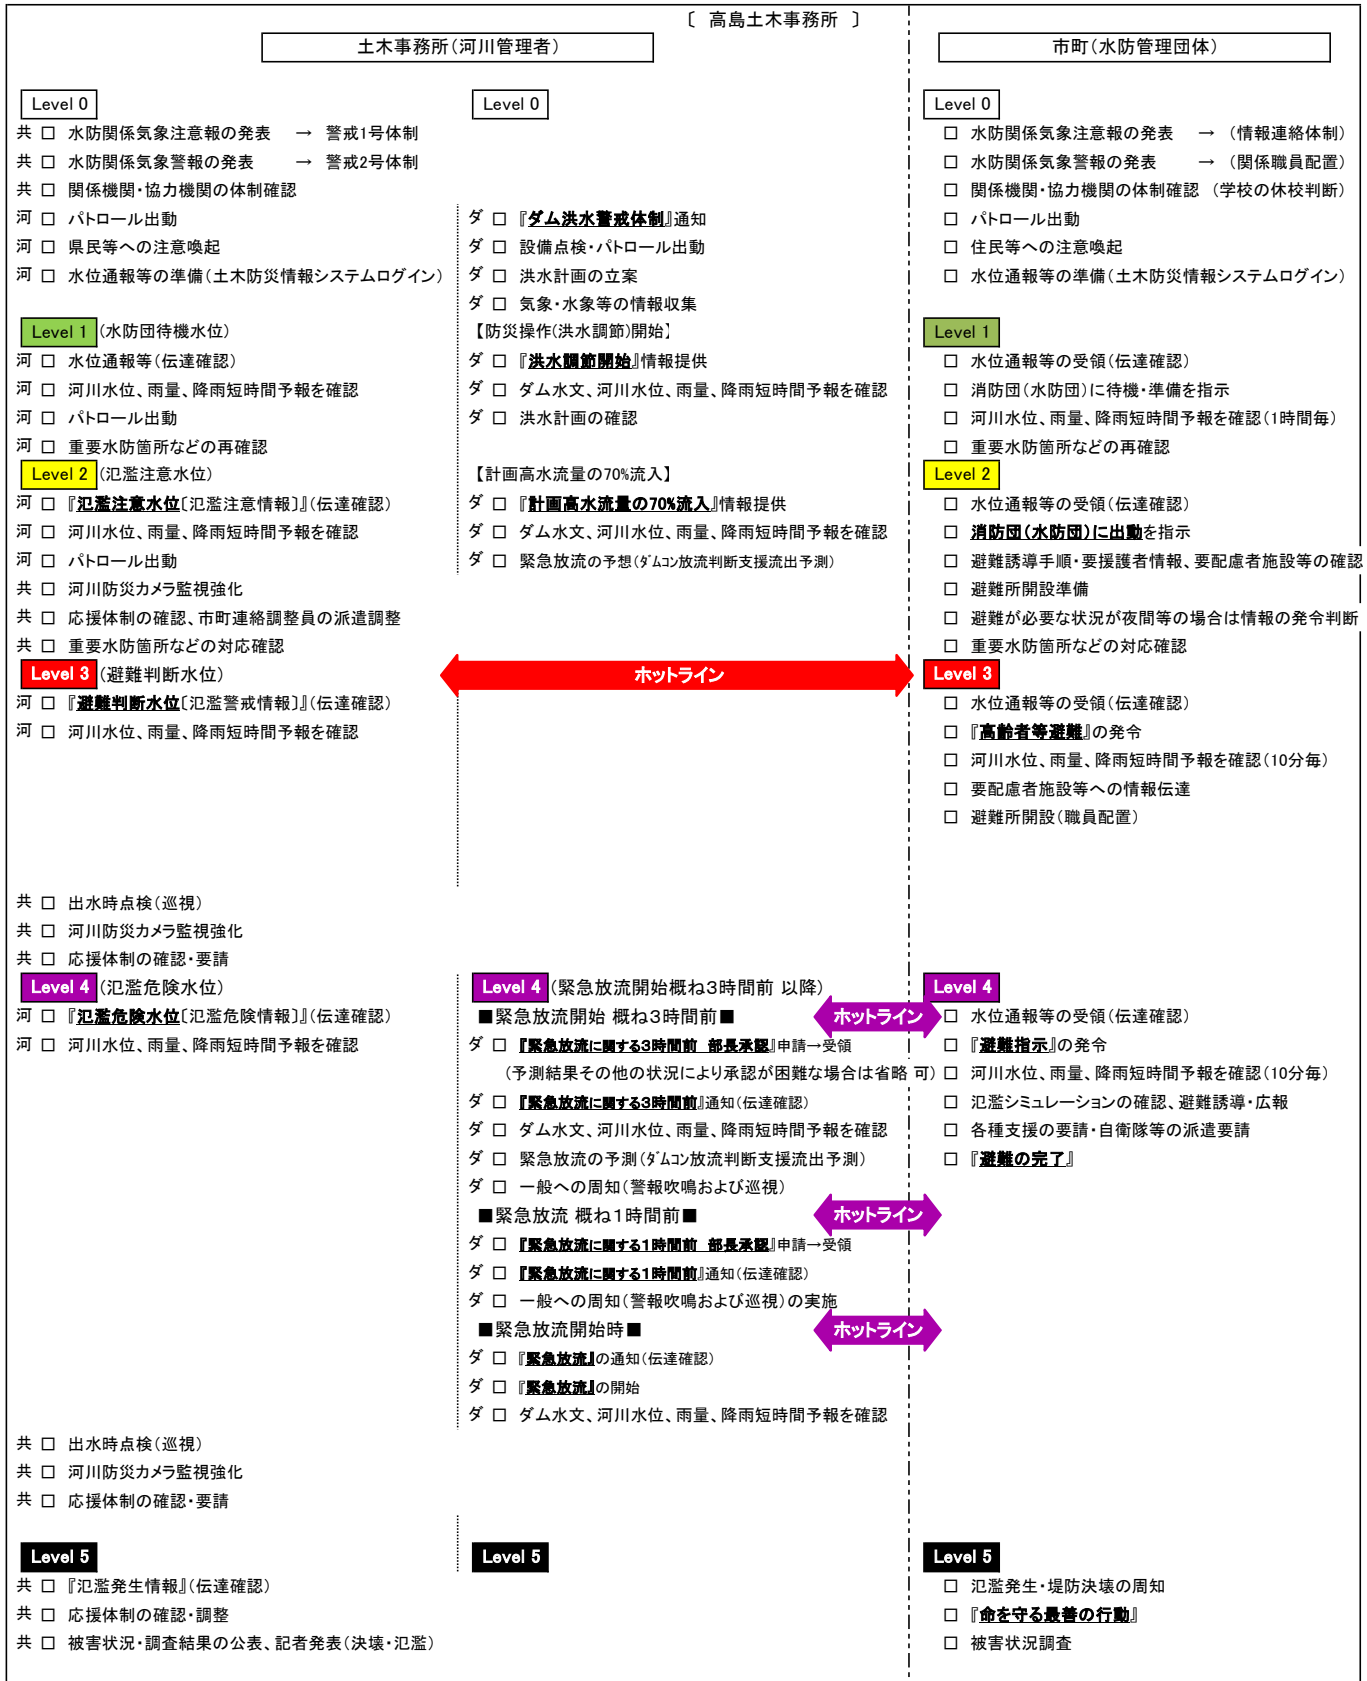 〔 高島土木事務所 〕
土木事務所(河川管理者)
市町(水防管理団体)
Level 0
共 □ 水防関係気象注意報の発表 → 警戒1号体制
共 □ 水防関係気象警報の発表 → 警戒2号体制
共 □ 関係機関・協力機関の体制確認
河 □ パトロール出動
河 □ 県民等への注意喚起
河 □ 水位通報等の準備(土木防災情報システムログイン)
Level 0
ダ □ 『ダム洪水警戒体制』通知
ダ □ 設備点検・パトロール出動
ダ □ 洪水計画の立案
ダ □ 気象・水象等の情報収集
Level 0
□ 水防関係気象注意報の発表 → (情報連絡体制)
□ 水防関係気象警報の発表 → (関係職員配置)
□ 関係機関・協力機関の体制確認 (学校の休校判断)
□ パトロール出動
□ 住民等への注意喚起
□ 水位通報等の準備(土木防災情報システムログイン)
Level 1 (水防団待機水位)
河 □ 水位通報等(伝達確認)
河 □ 河川水位、雨量、降雨短時間予報を確認
河 □ パトロール出動
河 □ 重要水防箇所などの再確認
【防災操作(洪水調節)開始】
ダ □ 『洪水調節開始』情報提供
ダ □ ダム水文、河川水位、雨量、降雨短時間予報を確認
ダ □ 洪水計画の確認
Level 1
□ 水位通報等の受領(伝達確認)
□ 消防団(水防団)に待機・準備を指示
□ 河川水位、雨量、降雨短時間予報を確認(1時間毎)
□ 重要水防箇所などの再確認
Level 2 (氾濫注意水位)
河 □ 『氾濫注意水位〔氾濫注意情報〕』(伝達確認)
河 □ 河川水位、雨量、降雨短時間予報を確認
河 □ パトロール出動
共 □ 河川防災カメラ監視強化
共 □ 応援体制の確認、市町連絡調整員の派遣調整
共 □ 重要水防箇所などの対応確認
【計画高水流量の70%流入】
ダ □ 『計画高水流量の70%流入』情報提供
ダ □ ダム水文、河川水位、雨量、降雨短時間予報を確認
ダ □ 緊急放流の予想(ダムコン放流判断支援流出予測)
Level 2
□ 水位通報等の受領(伝達確認)
□ 消防団(水防団)に出動を指示
□ 避難誘導手順・要援護者情報、要配慮者施設等の確認
□ 避難所開設準備
□ 避難が必要な状況が夜間等の場合は情報の発令判断
□ 重要水防箇所などの対応確認
Level 3 (避難判断水位)
河 □ 『避難判断水位〔氾濫警戒情報〕』(伝達確認)
河 □ 河川水位、雨量、降雨短時間予報を確認
ホットライン
Level 3
□ 水位通報等の受領(伝達確認)
□ 『高齢者等避難』の発令
□ 河川水位、雨量、降雨短時間予報を確認(10分毎)
□ 要配慮者施設等への情報伝達
□ 避難所開設(職員配置)
共 □ 出水時点検(巡視)
共 □ 河川防災カメラ監視強化
共 □ 応援体制の確認・要請
Level 4 (氾濫危険水位)
河 □ 『氾濫危険水位〔氾濫危険情報〕』(伝達確認)
河 □ 河川水位、雨量、降雨短時間予報を確認
Level 4 (緊急放流開始概ね3時間前 以降)
■緊急放流開始 概ね3時間前■
ホットライン
ダ □ 『緊急放流に関する3時間前 部長承認』申請→受領
(予測結果その他の状況により承認が困難な場合は省略 可)
ダ □ 『緊急放流に関する3時間前』通知(伝達確認)
ダ □ ダム水文、河川水位、雨量、降雨短時間予報を確認
ダ □ 緊急放流の予測(ダムコン放流判断支援流出予測)
ダ □ 一般への周知(警報吹鳴および巡視)
■緊急放流 概ね1時間前■
ホットライン
ダ □ 『緊急放流に関する1時間前 部長承認』申請→受領
ダ □ 『緊急放流に関する1時間前』通知(伝達確認)
ダ □ 一般への周知(警報吹鳴および巡視)の実施
■緊急放流開始時■
ホットライン
ダ □ 『緊急放流』の通知(伝達確認)
ダ □ 『緊急放流』の開始
ダ □ ダム水文、河川水位、雨量、降雨短時間予報を確認
Level 4
□ 水位通報等の受領(伝達確認)
□ 『避難指示』の発令
□ 河川水位、雨量、降雨短時間予報を確認(10分毎)
□ 氾濫シミュレーションの確認、避難誘導・広報
□ 各種支援の要請・自衛隊等の派遣要請
□ 『避難の完了』
共 □ 出水時点検(巡視)
共 □ 河川防災カメラ監視強化
共 □ 応援体制の確認・要請
Level 5
共 □ 『氾濫発生情報』(伝達確認)
共 □ 応援体制の確認・調整
共 □ 被害状況・調査結果の公表、記者発表(決壊・氾濫)
Level 5
Level 5
□ 氾濫発生・堤防決壊の周知
□ 『命を守る最善の行動』
□ 被害状況調査